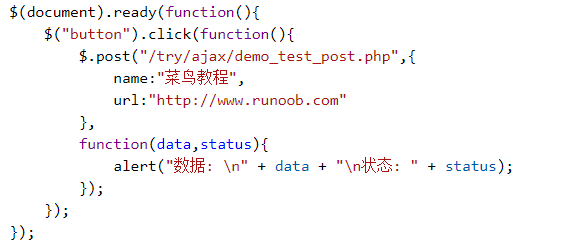 $(document).ready(function(){
    $("button").click(function(){
        $.post("/try/ajax/demo_test_post.php",{
            name:"菜鸟教程",
            url:"http://www.runoob.com"
        },
        function(data,status){
            alert("数据: \n" + data + "\n状态: " + status);
        });
    });
});